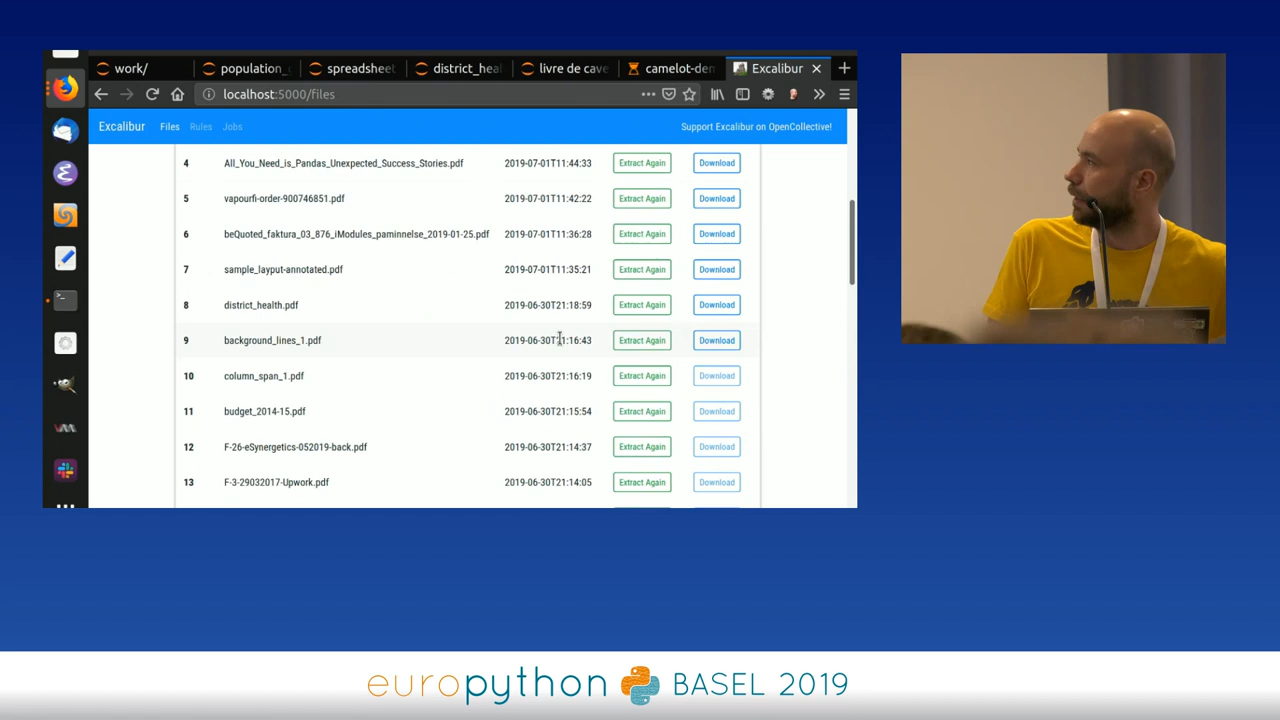 work/ population_ spreadsheet district_heal livre de cave camelot-den Excalibur
localhost:5000/files
Excalibur Files Rules Jobs Support Excalibur on OpenCollective!
4 All_You_Need_is_Pandas_Unexpected_Success_Stories.pdf 2019-07-01T11:44:33 Extract Again Download
5 vapourfi-order-900746851.pdf 2019-07-01T11:42:22 Extract Again Download
6 beQuoted_faktura_03_876_iModules_paminnelse_2019-01-25.pdf 2019-07-01T11:36:28 Extract Again Download
7 sample_layput-annotated.pdf 2019-07-01T11:35:21 Extract Again Download
8 district_health.pdf 2019-06-30T21:18:59 Extract Again Download
9 background_lines_1.pdf 2019-06-30T21:16:43 Extract Again Download
10 column_span_1.pdf 2019-06-30T21:16:19 Extract Again Download
11 budget_2014-15.pdf 2019-06-30T21:15:54 Extract Again Download
12 F-26-eSynergetics-052019-back.pdf 2019-06-30T21:14:37 Extract Again Download
13 F-3-29032017-Upwork.pdf 2019-06-30T21:14:05 Extract Again Download
europython BASEL 2019